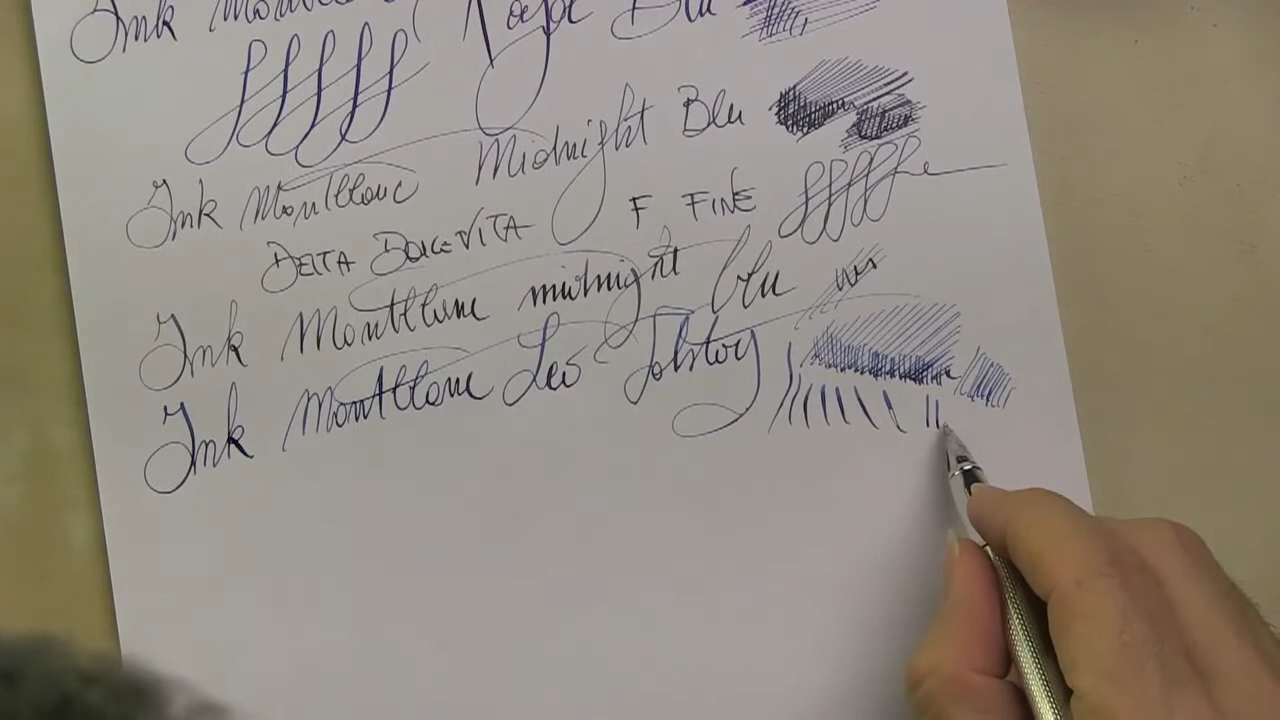 Ink Montblanc Royal Blu
Ink Montblanc Midnight Blu
DELTA DOLCEVITA F FINE
Ink Montblanc midnight blu
Ink Montblanc Leo Tolstoy